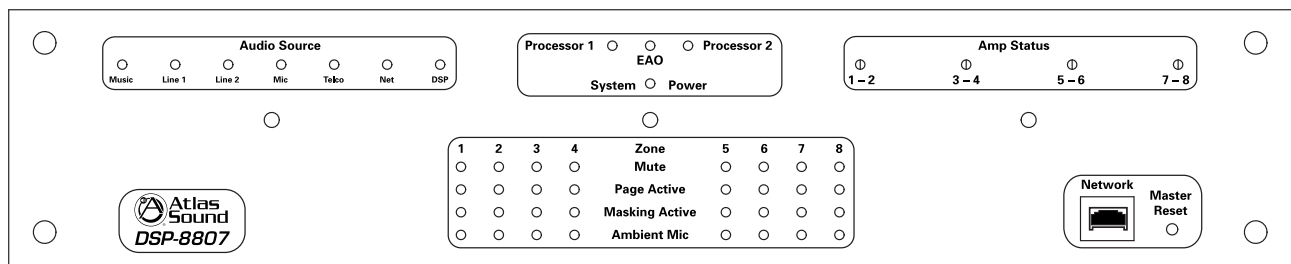 Audio Source
Music Line 1 Line 2 Mic Telco Net DSP
Processor 1 Processor 2
EAO
System Power
Amp Status
1 – 2 3 – 4 5 – 6 7 – 8
1 2 3 4 Zone 5 6 7 8
Mute
Page Active
Masking Active
Ambient Mic
Atlas
Sound
DSP-8807
Network
Master
Reset